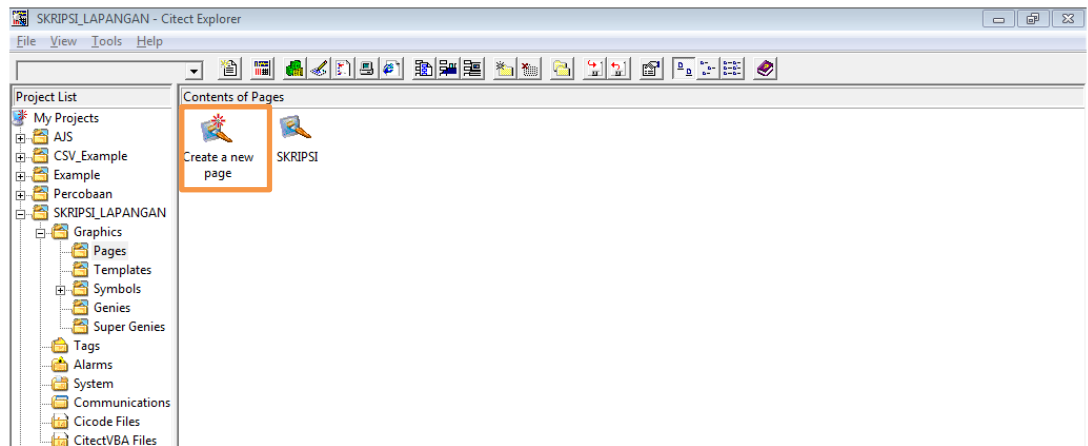 SKRIPSI_LAPANGAN - Citect Explorer
File View Tools Help
Project List
Contents of Pages
My Projects
AJS
CSV_Example
Example
Percobaan
SKRIPSI_LAPANGAN
Graphics
Pages
Templates
Symbols
Genies
Super Genies
Tags
Alarms
System
Communications
Cicode Files
CitectVBA Files
Create a new
page
SKRIPSI